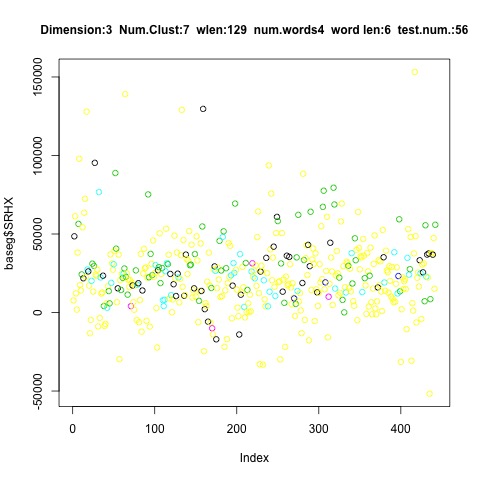 Dimension:3 Num.Clust:7 wlen:129 num.words4 word len:6 test.num.:56
baseg$SRHX
150000
100000
50000
0
-50000
0 100 200 300 400
Index